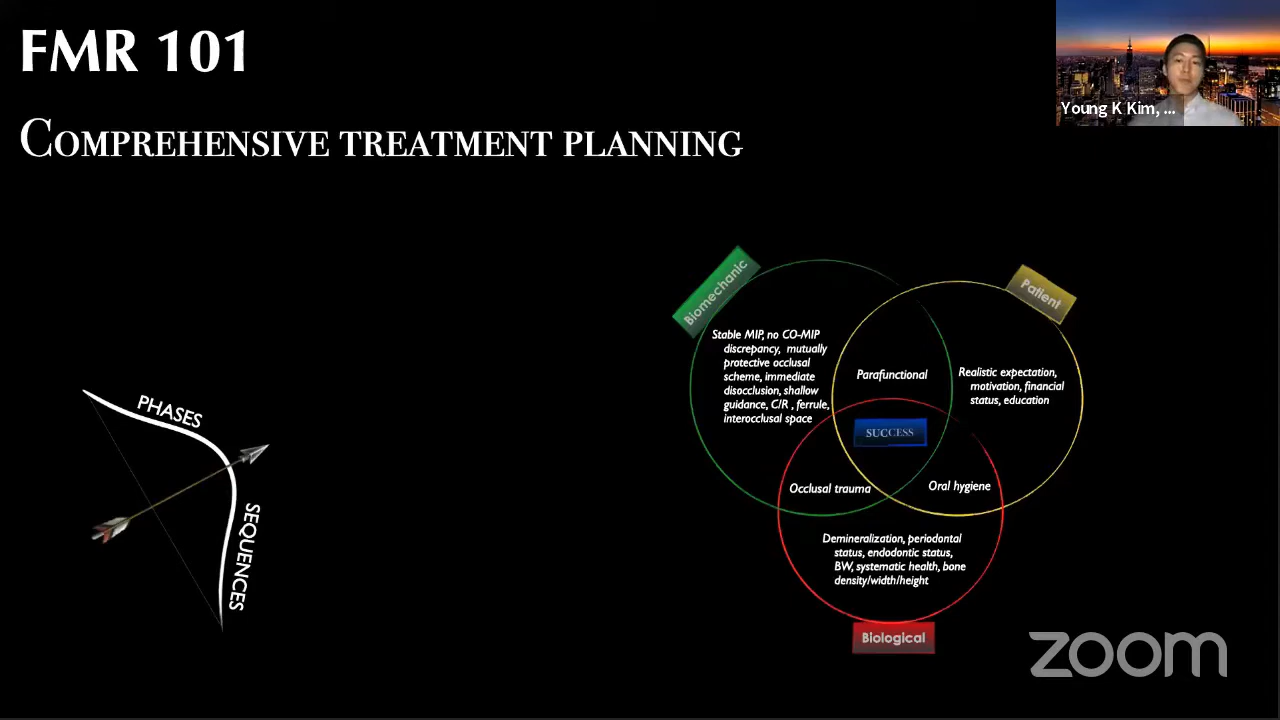 FMR 101
COMPREHENSIVE TREATMENT PLANNING
Young K Kim, ...
PHASES
SEQUENCES
Biomechanic
Stable MIP, no CO-MIP
discrepancy, mutually
protective occlusal
scheme, immediate
disocclusion, shallow
guidance, C/R , ferrule,
interocclusal space
Parafunctional
Patient
Realistic expectation,
motivation, financial
status, education
SUCCESS
Occlusal trauma
Oral hygiene
Demineralization, periodontal
status, endodontic status,
BW, systematic health, bone
density/width/height
Biological
zoom